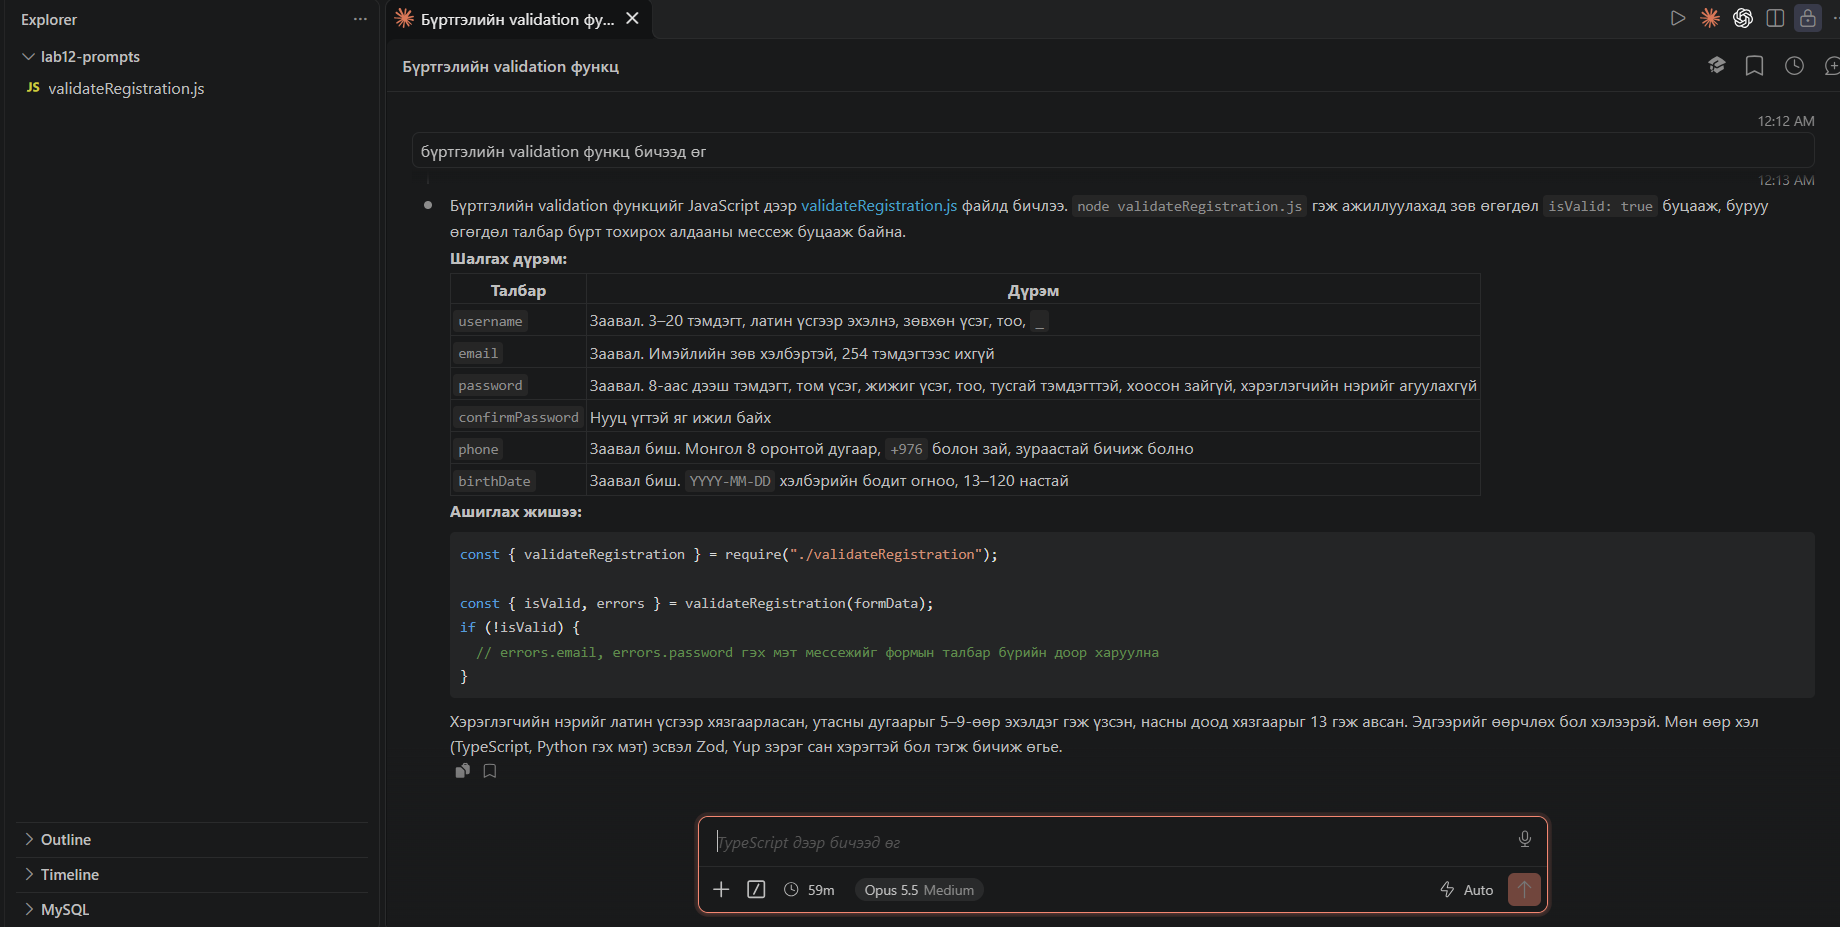 Explorer
lab12-prompts
JS validateRegistration.js
Outline
Timeline
MySQL
Бүртгэлийн validation фу...
Бүртгэлийн validation функц
12:12 AM
бүртгэлийн validation функц бичээд өг
12:13 AM
Бүртгэлийн validation функцийг JavaScript дээр validateRegistration.js файлд бичлээ. node validateRegistration.js гэж ажиллуулахад зөв өгөгдөл isValid: true буцааж, буруу
өгөгдөл талбар бүрт тохирох алдааны мессеж буцааж байна.
Шалгах дүрэм:
Талбар Дүрэм
username Заавал. 3–20 тэмдэгт, латин үсгээр эхэлнэ, зөвхөн үсэг, тоо, _
email Заавал. Имэйлийн зөв хэлбэртэй, 254 тэмдэгтээс ихгүй
password Заавал. 8-аас дээш тэмдэгт, том үсэг, жижиг үсэг, тоо, тусгай тэмдэгттэй, хоосон зайгүй, хэрэглэгчийн нэрийг агуулахгүй
confirmPassword Нууц үгтэй яг ижил байх
phone Заавал биш. Монгол 8 оронтой дугаар, +976 болон зай, зураастай бичиж болно
birthDate Заавал биш. YYYY-MM-DD хэлбэрийн бодит огноо, 13–120 настай
Ашиглах жишээ:
const { validateRegistration } = require("./validateRegistration");
const { isValid, errors } = validateRegistration(formData);
if (!isValid) {
// errors.email, errors.password гэх мэт мессежийг формын талбар бүрийн доор харуулна
}
Хэрэглэгчийн нэрийг латин үсгээр хязгаарласан, утасны дугаарыг 5–9-өөр эхэлдэг гэж үзсэн, насны доод хязгаарыг 13 гэж авсан. Эдгээрийг өөрчлөх бол хэлээрэй. Мөн өөр хэл
(TypeScript, Python гэх мэт) эсвэл Zod, Yup зэрэг сан хэрэгтэй бол тэгж бичиж өгье.
TypeScript дээр бичээд өг
59m
Opus 5.5 Medium
Auto